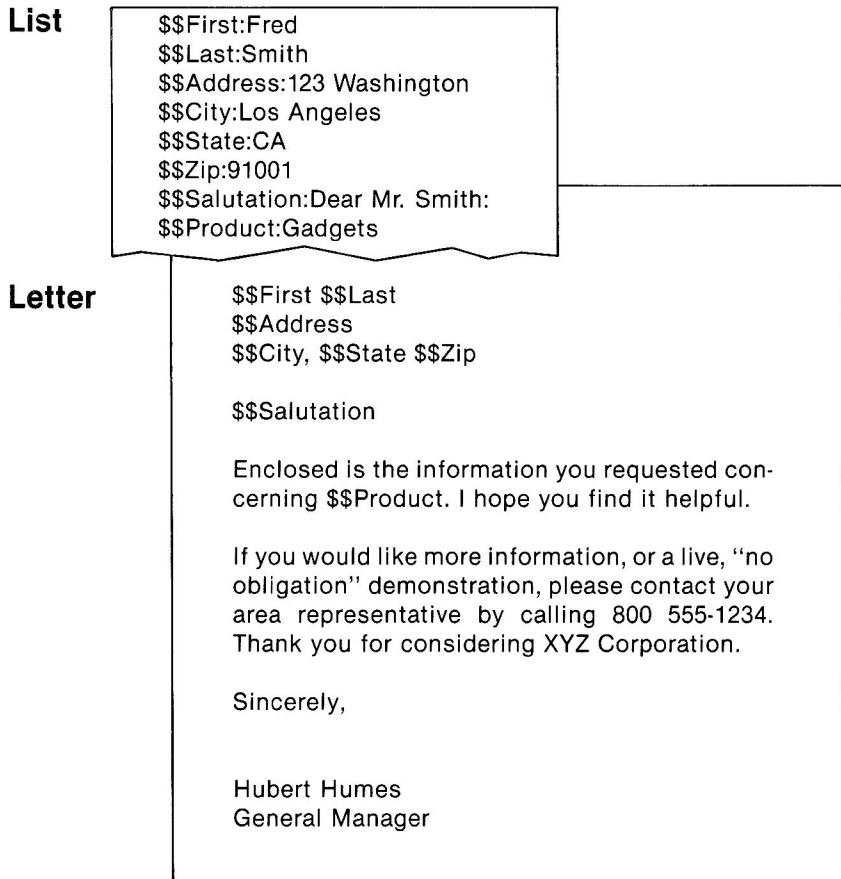 List
$$First:Fred
$$Last:Smith
$$Address:123 Washington
$$City:Los Angeles
$$State:CA
$$Zip:91001
$$Salutation:Dear Mr. Smith:
$$Product:Gadgets
Letter
$$First $$Last
$$Address
$$City, $$State $$Zip
$$Salutation
Enclosed is the information you requested con-
cerning $$Product. I hope you find it helpful.
If you would like more information, or a live, ‘‘no
obligation’’ demonstration, please contact your
area representative by calling 800 555-1234.
Thank you for considering XYZ Corporation.
Sincerely,
Hubert Humes
General Manager